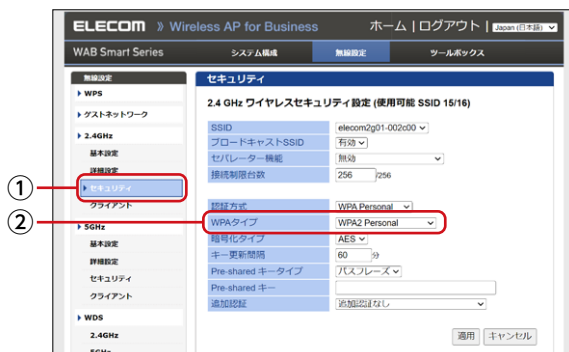 ELECOM » Wireless AP for Business ホーム | ログアウト | Japan (日本語)
WAB Smart Series システム構成 無線設定 ツールボックス
無線設定
WPS
ゲストネットワーク
2.4GHz
基本設定
詳細設定
① セキュリティ
クライアント
5GHz
基本設定
詳細設定
セキュリティ
クライアント
WDS
2.4GHz
5GHz
セキュリティ
2.4 GHz ワイヤレスセキュリティ設定 (使用可能 SSID 15/16)
SSID elecom2g01-002c00
ブロードキャストSSID 有効
セパレーター機能 無効
接続制限台数 256 /256
認証方式 WPA Personal
② WPAタイプ WPA2 Personal
暗号化タイプ AES
キー更新間隔 60 分
Pre-shared キータイプ パスフレーズ
Pre-shared キー
追加認証 追加認証なし
適用 キャンセル